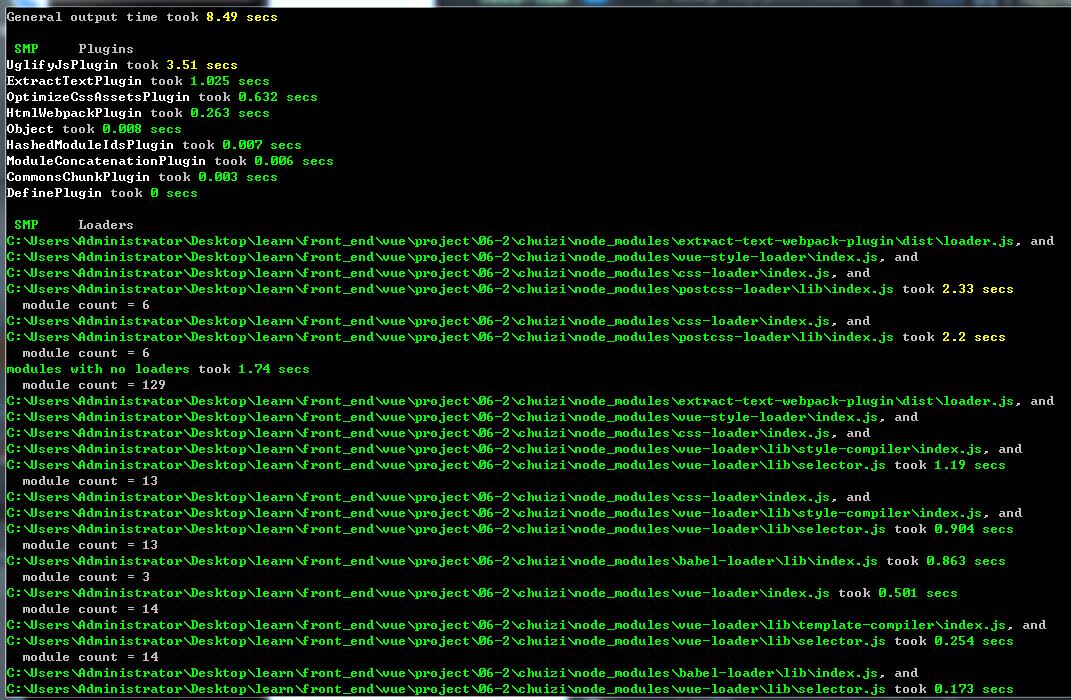 General output time took 8.49 secs
SMP Plugins
UglifyJsPlugin took 3.51 secs
ExtractTextPlugin took 1.025 secs
OptimizeCssAssetsPlugin took 0.632 secs
HtmlWebpackPlugin took 0.263 secs
Object took 0.008 secs
HashedModuleIdsPlugin took 0.007 secs
ModuleConcatenationPlugin took 0.006 secs
CommonsChunkPlugin took 0.003 secs
DefinePlugin took 0 secs
SMP Loaders
C:\Users\Administrator\Desktop\learn\front_end\vue\project\06-2\chuizi\node_modules\extract-text-webpack-plugin\dist\loader.js, and
C:\Users\Administrator\Desktop\learn\front_end\vue\project\06-2\chuizi\node_modules\vue-style-loader\index.js, and
C:\Users\Administrator\Desktop\learn\front_end\vue\project\06-2\chuizi\node_modules\css-loader\index.js, and
C:\Users\Administrator\Desktop\learn\front_end\vue\project\06-2\chuizi\node_modules\postcss-loader\lib\index.js took 2.33 secs
module count = 6
C:\Users\Administrator\Desktop\learn\front_end\vue\project\06-2\chuizi\node_modules\css-loader\index.js, and
C:\Users\Administrator\Desktop\learn\front_end\vue\project\06-2\chuizi\node_modules\postcss-loader\lib\index.js took 2.2 secs
module count = 6
modules with no loaders took 1.74 secs
module count = 129
C:\Users\Administrator\Desktop\learn\front_end\vue\project\06-2\chuizi\node_modules\extract-text-webpack-plugin\dist\loader.js, and
C:\Users\Administrator\Desktop\learn\front_end\vue\project\06-2\chuizi\node_modules\vue-style-loader\index.js, and
C:\Users\Administrator\Desktop\learn\front_end\vue\project\06-2\chuizi\node_modules\css-loader\index.js, and
C:\Users\Administrator\Desktop\learn\front_end\vue\project\06-2\chuizi\node_modules\vue-loader\lib\style-compiler\index.js, and
C:\Users\Administrator\Desktop\learn\front_end\vue\project\06-2\chuizi\node_modules\vue-loader\lib\selector.js took 1.19 secs
module count = 13
C:\Users\Administrator\Desktop\learn\front_end\vue\project\06-2\chuizi\node_modules\css-loader\index.js, and
C:\Users\Administrator\Desktop\learn\front_end\vue\project\06-2\chuizi\node_modules\vue-loader\lib\style-compiler\index.js, and
C:\Users\Administrator\Desktop\learn\front_end\vue\project\06-2\chuizi\node_modules\vue-loader\lib\selector.js took 0.904 secs
module count = 13
C:\Users\Administrator\Desktop\learn\front_end\vue\project\06-2\chuizi\node_modules\babel-loader\lib\index.js took 0.863 secs
module count = 3
C:\Users\Administrator\Desktop\learn\front_end\vue\project\06-2\chuizi\node_modules\vue-loader\index.js took 0.501 secs
module count = 14
C:\Users\Administrator\Desktop\learn\front_end\vue\project\06-2\chuizi\node_modules\vue-loader\lib\template-compiler\index.js, and
C:\Users\Administrator\Desktop\learn\front_end\vue\project\06-2\chuizi\node_modules\vue-loader\lib\selector.js took 0.254 secs
module count = 14
C:\Users\Administrator\Desktop\learn\front_end\vue\project\06-2\chuizi\node_modules\babel-loader\lib\index.js, and
C:\Users\Administrator\Desktop\learn\front_end\vue\project\06-2\chuizi\node_modules\vue-loader\lib\selector.js took 0.173 secs